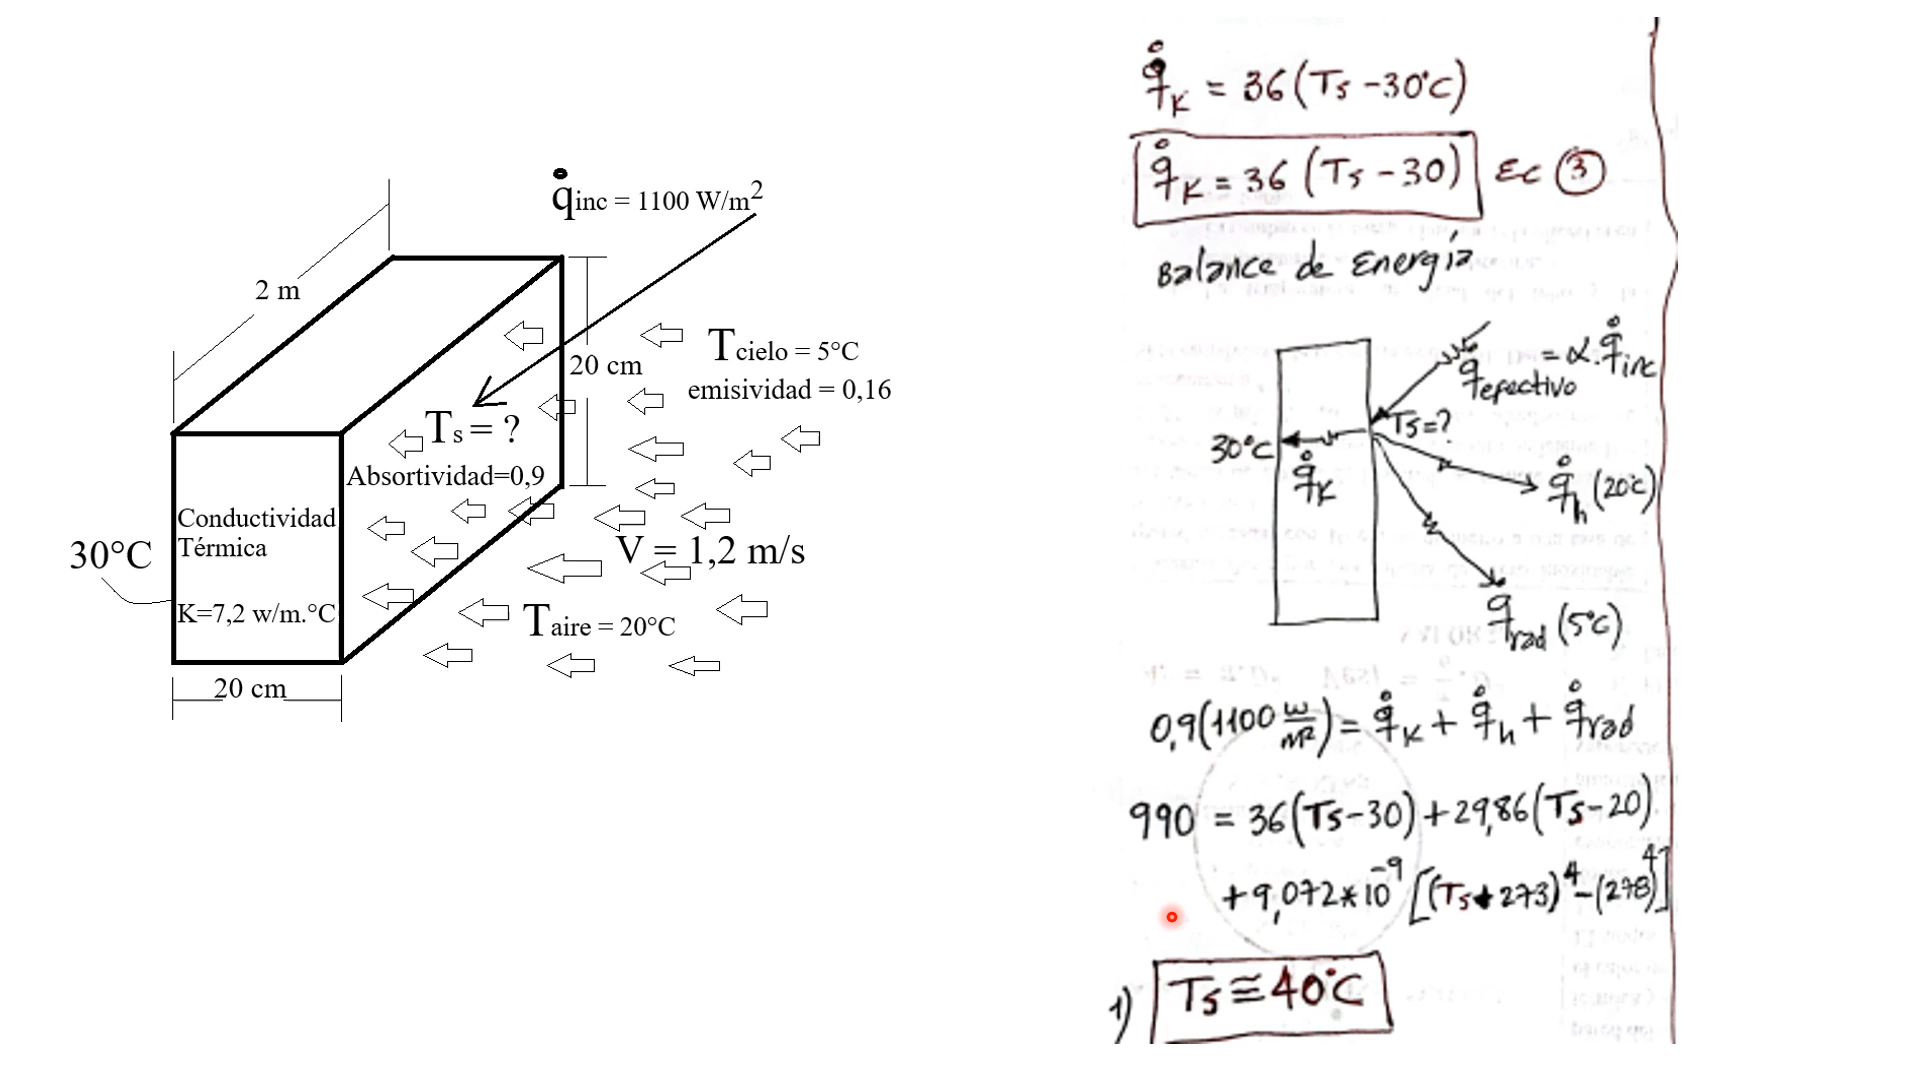 q̊inc = 1100 W/m²
2 m
20 cm
Tcielo = 5°C
emisividad = 0,16
Ts = ?
Absortividad=0,9
Conductividad
Térmica
30°C
V = 1,2 m/s
K=7,2 w/m.°C
Taire = 20°C
20 cm
q̊K = 36(Ts -30°C)
q̊K = 36 (Ts - 30) Ec ③
Balance de Energía
q̊efectivo = α.q̊inc
Ts=?
30°C
q̊K
q̊h (20°C)
q̊rad (5°C)
0,9(1100 w/m²) = q̊K + q̊h + q̊rad
990 = 36(Ts-30)+29,86(Ts-20)
+9,072*10⁻⁹ [(Ts+273)⁴-(278)⁴]
1) Ts ≅ 40°C